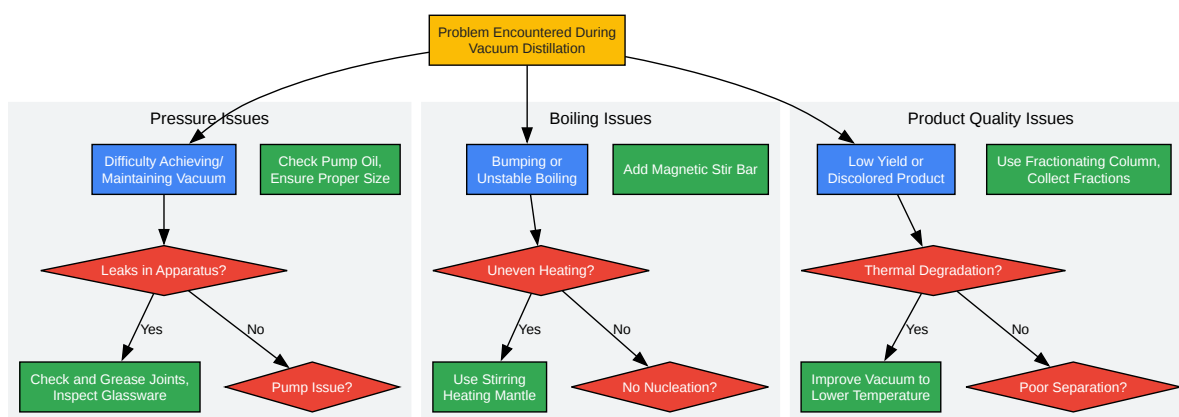 Problem Encountered During
Vacuum Distillation
Pressure Issues
Difficulty Achieving/
Maintaining Vacuum
Check Pump Oil,
Ensure Proper Size
Leaks in Apparatus?
Yes
No
Check and Grease Joints,
Inspect Glassware
Pump Issue?
Boiling Issues
Bumping or
Unstable Boiling
Add Magnetic Stir Bar
Uneven Heating?
Yes
No
Use Stirring
Heating Mantle
No Nucleation?
Product Quality Issues
Low Yield or
Discolored Product
Use Fractionating Column,
Collect Fractions
Thermal Degradation?
Yes
No
Improve Vacuum to
Lower Temperature
Poor Separation?